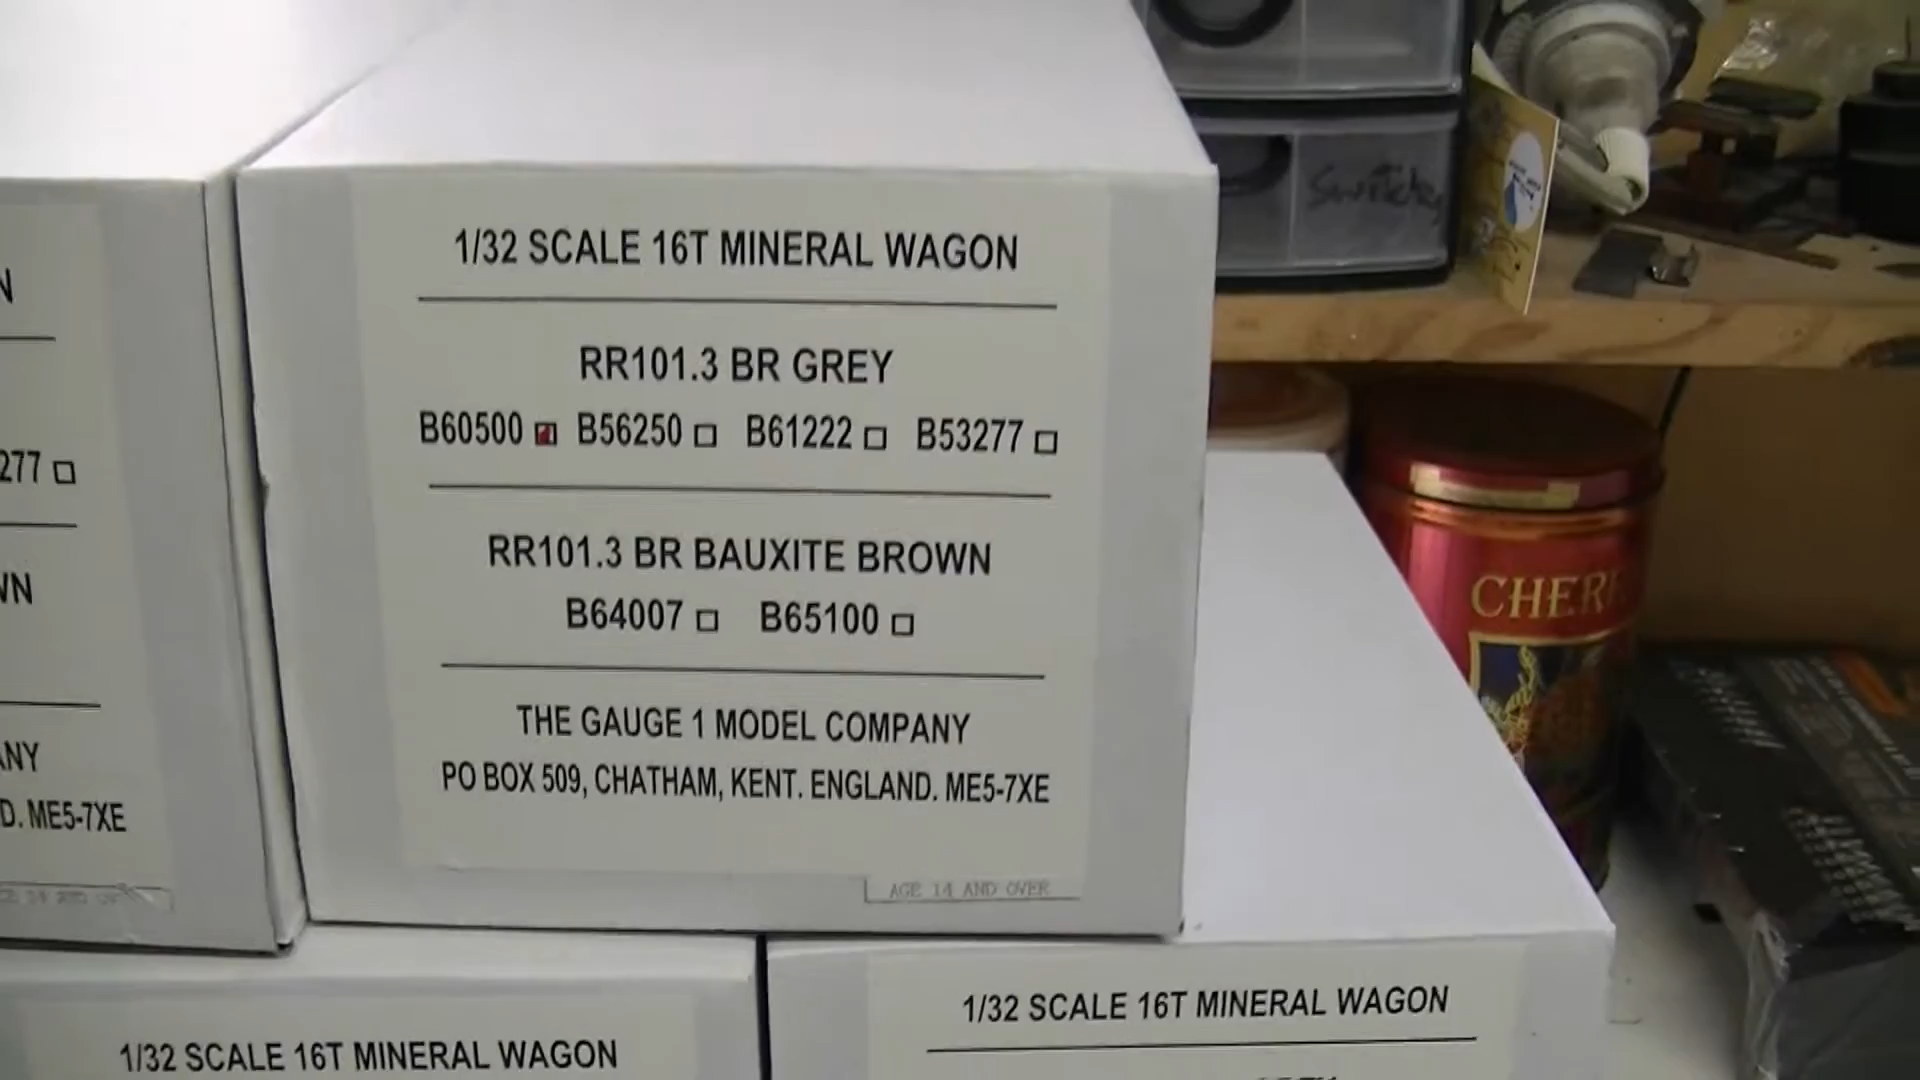 Switches
1/32 SCALE 16T MINERAL WAGON
RR101.3 BR GREY
B60500 B56250 B61222 B53277
RR101.3 BR BAUXITE BROWN
B64007 B65100
THE GAUGE 1 MODEL COMPANY
PO BOX 509, CHATHAM, KENT. ENGLAND. ME5-7XE
AGE 14 AND OVER
N
277
WN
ANY
D. ME5-7XE
CHER
1/32 SCALE 16T MINERAL WAGON
1/32 SCALE 16T MINERAL WAGON